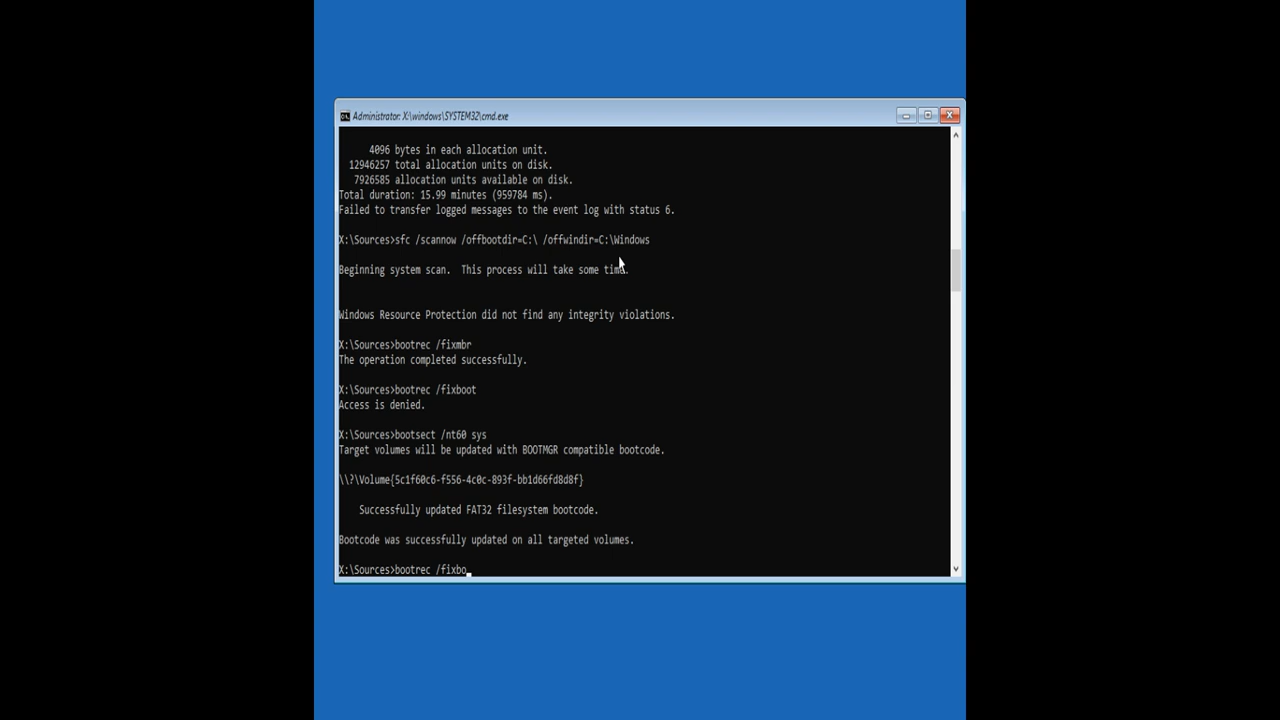 Administrator: X:\windows\SYSTEM32\cmd.exe
4096 bytes in each allocation unit.
12946257 total allocation units on disk.
7926585 allocation units available on disk.
Total duration: 15.99 minutes (959784 ms).
Failed to transfer logged messages to the event log with status 6.
X:\Sources>sfc /scannow /offbootdir=C:\ /offwindir=C:\Windows
Beginning system scan.  This process will take some time.
Windows Resource Protection did not find any integrity violations.
X:\Sources>bootrec /fixmbr
The operation completed successfully.
X:\Sources>bootrec /fixboot
Access is denied.
X:\Sources>bootsect /nt60 sys
Target volumes will be updated with BOOTMGR compatible bootcode.
\\?\Volume{5c1f60c6-f556-4c0c-893f-bb1d66fd8d8f}
Successfully updated FAT32 filesystem bootcode.
Bootcode was successfully updated on all targeted volumes.
X:\Sources>bootrec /fixbo_